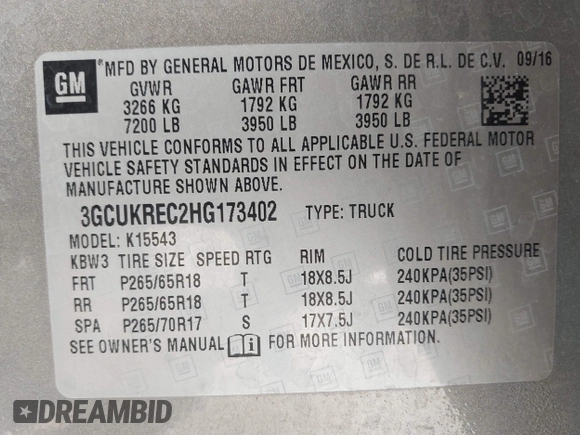 GM
®MFD BY GENERAL MOTORS DE MEXICO, S. DE R.L. DE C.V. 09/16
GVWR GAWR FRT GAWR RR
3266 KG 1792 KG 1792 KG
7200 LB 3950 LB 3950 LB
THIS VEHICLE CONFORMS TO ALL APPLICABLE U.S. FEDERAL MOTOR
VEHICLE SAFETY STANDARDS IN EFFECT ON THE DATE OF
MANUFACTURE SHOWN ABOVE.
3GCUKREC2HG173402 TYPE: TRUCK
MODEL: K15543
KBW3 TIRE SIZE SPEED RTG RIM COLD TIRE PRESSURE
FRT P265/65R18 T 18X8.5J 240KPA(35PSI)
RR P265/65R18 T 18X8.5J 240KPA(35PSI)
SPA P265/70R17 S 17X7.5J 240KPA(35PSI)
SEE OWNER'S MANUAL FOR MORE INFORMATION.
DREAMBID